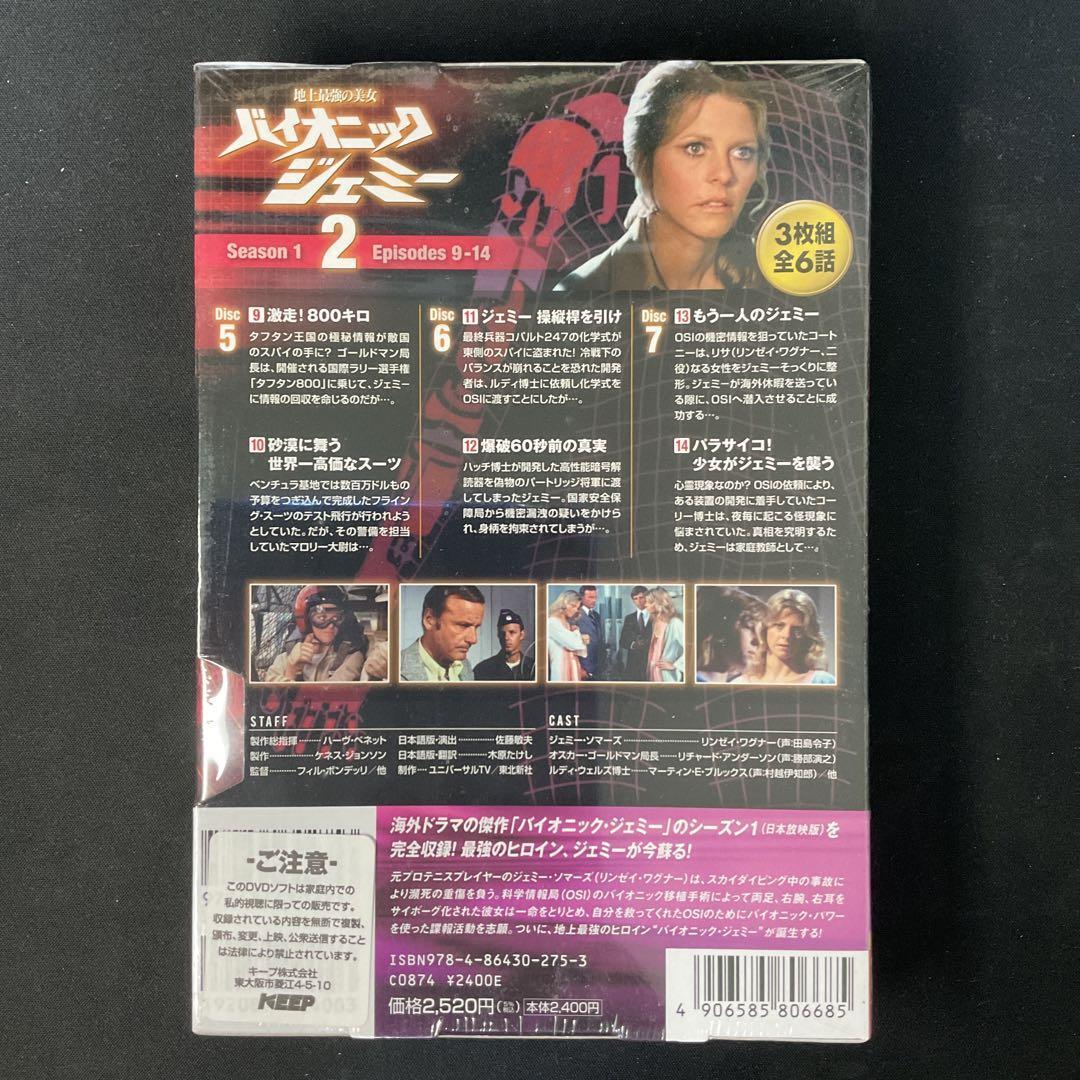 地上最強の美女
バイオニック
ジェミー
2
Season 1
Episodes 9-14
3枚組
全6話
Disc 5
9 激走!800キロ
タフタン王国の極秘情報が敵国
のスパイの手に? ゴールドマン局
長は、開催される国際ラリー選手権
「タフタン800」に乗じて、ジェミー
に情報の回収を命じるのだが…。
10 砂漠に舞う
世界一高価なスーツ
ベンチュラ基地では数百万ドルもの
予算をつぎ込んで完成したフライン
グ・スーツのテスト飛行が行われよう
としていた。だが、その警備を担当
していたマロリー大尉は…。
Disc 6
11 ジェミー 操縦桿を引け
最終兵器コバルト247の化学式が
東側のスパイに盗まれた! 冷戦下の
バランスが崩れることを恐れた開発
者は、ルディ博士に依頼し化学式を
OSIに渡すことにしたが…。
12 爆破60秒前の真実
ハッチ博士が開発した高性能暗号解
読器を偽物のパートリッジ将軍に渡
してしまったジェミー。国家安全保
障局から機密漏洩の疑いをかけら
れ、身柄を拘束されてしまうが…。
Disc 7
13 もう一人のジェミー
OSIの機密情報を狙っていたコート
ニーは、リサ(リンゼイ・ワグナー、二
役)なる女性をジェミーそっくりに整
形。ジェミーが海外休暇を送ってい
る際に、OSIへ潜入させることに成
功する…。
14 パラサイコ!
少女がジェミーを襲う
心霊現象なのか? OSIの依頼により、
ある装置の開発に着手していたコー
リー博士は、夜毎に起こる怪現象に
悩まされていた。真相を究明するた
め、ジェミーは家庭教師として…。
STAFF
製作総指揮………ハーヴ・ベネット
製作………ケネス・ジョンソン
監督………フィル・ボンデッリ/他
日本語版・演出………佐藤敏夫
日本語版・翻訳………木原たけし
制作…ユニバーサルTV/東北新社
CAST
ジェミー・ソマーズ………リンゼイ・ワグナー(声:田島令子)
オスカー・ゴールドマン局長………リチャード・アンダーソン(声:勝部演之)
ルディ・ウェルズ博士………マーティン・E・ブルックス(声:村越伊知郎)/他
海外ドラマの傑作「バイオニック・ジェミー」のシーズン1(日本放映版)を
完全収録! 最強のヒロイン、ジェミーが今蘇る!
元プロテニスプレイヤーのジェミー・ソマーズ(リンゼイ・ワグナー)は、スカイダイビング中の事故に
より瀕死の重傷を負う。科学情報局(OSI)のバイオニック移植手術によって両足、右腕、右耳を
サイボーグ化された彼女は一命をとりとめ、自分を救ってくれたOSIのためにバイオニック・パワー
を使った諜報活動を志願。ついに、地上最強のヒロイン"バイオニック・ジェミー"が誕生する!
ISBN978-4-86430-275-3
C0874 ¥2400E
価格2,520円(税込) 本体2,400円
4 906585 806685
-ご注意-
このDVDソフトは家庭内での
私的視聴に限っての販売です。
収録されている内容を無断で複製、
頒布、変更、上映、公衆送信すること
は法律により禁止されています。
キープ株式会社
東大阪市菱江4-5-10
KEEP